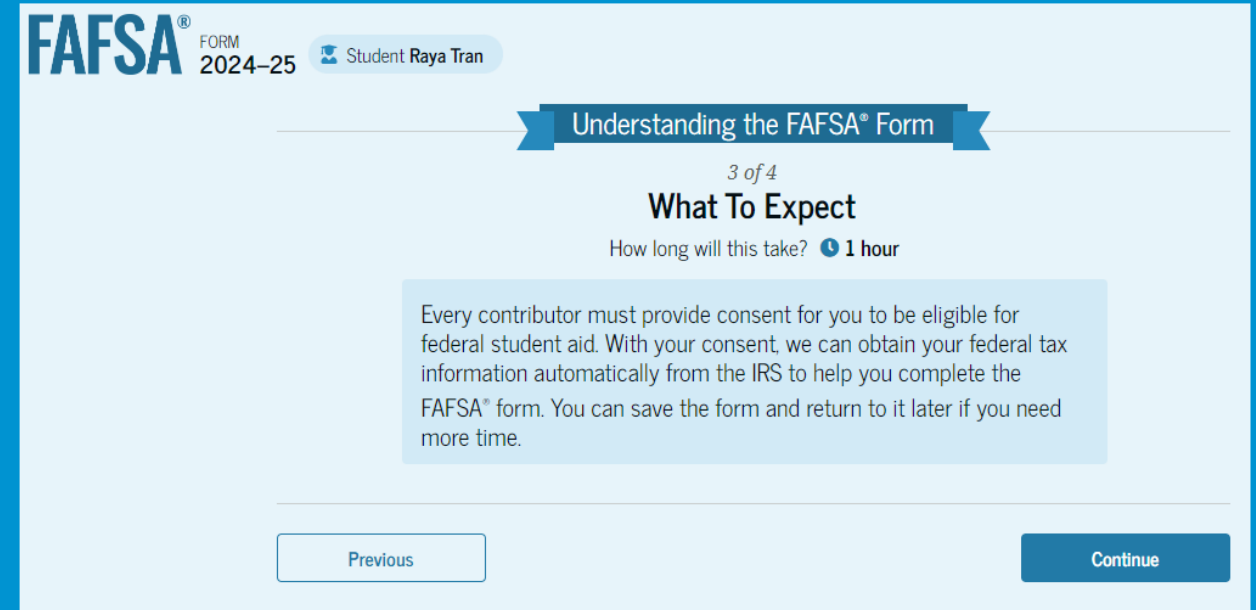 FAFSA®
FORM
2024–25
Student Raya Tran
Understanding the FAFSA® Form
3 of 4
What To Expect
How long will this take? 1 hour
Every contributor must provide consent for you to be eligible for
federal student aid. With your consent, we can obtain your federal tax
information automatically from the IRS to help you complete the
FAFSA® form. You can save the form and return to it later if you need
more time.
Previous
Continue